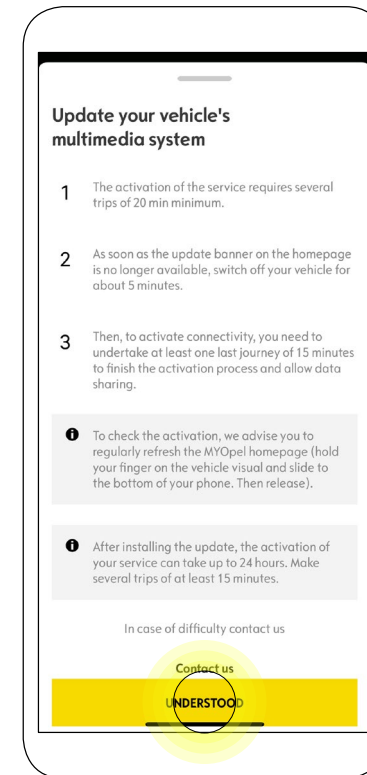 Update your vehicle's
multimedia system
1 The activation of the service requires several
trips of 20 min minimum.
2 As soon as the update banner on the homepage
is no longer available, switch off your vehicle for
about 5 minutes.
3 Then, to activate connectivity, you need to
undertake at least one last journey of 15 minutes
to finish the activation process and allow data
sharing.
To check the activation, we advise you to
regularly refresh the MYOpel homepage (hold
your finger on the vehicle visual and slide to
the bottom of your phone. Then release).
After installing the update, the activation of
your service can take up to 24 hours. Make
several trips of at least 15 minutes.
In case of difficulty contact us
Contact us
UNDERSTOOD